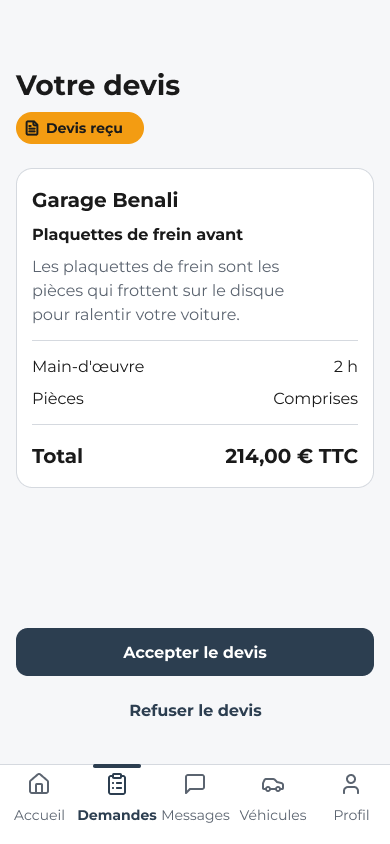 Votre devis
Devis reçu
Garage Benali
Plaquettes de frein avant
Les plaquettes de frein sont les
pièces qui frottent sur le disque
pour ralentir votre voiture.
Main-d'œuvre 2 h
Pièces Comprises
Total 214,00 € TTC
Accepter le devis
Refuser le devis
Accueil Demandes Messages Véhicules Profil